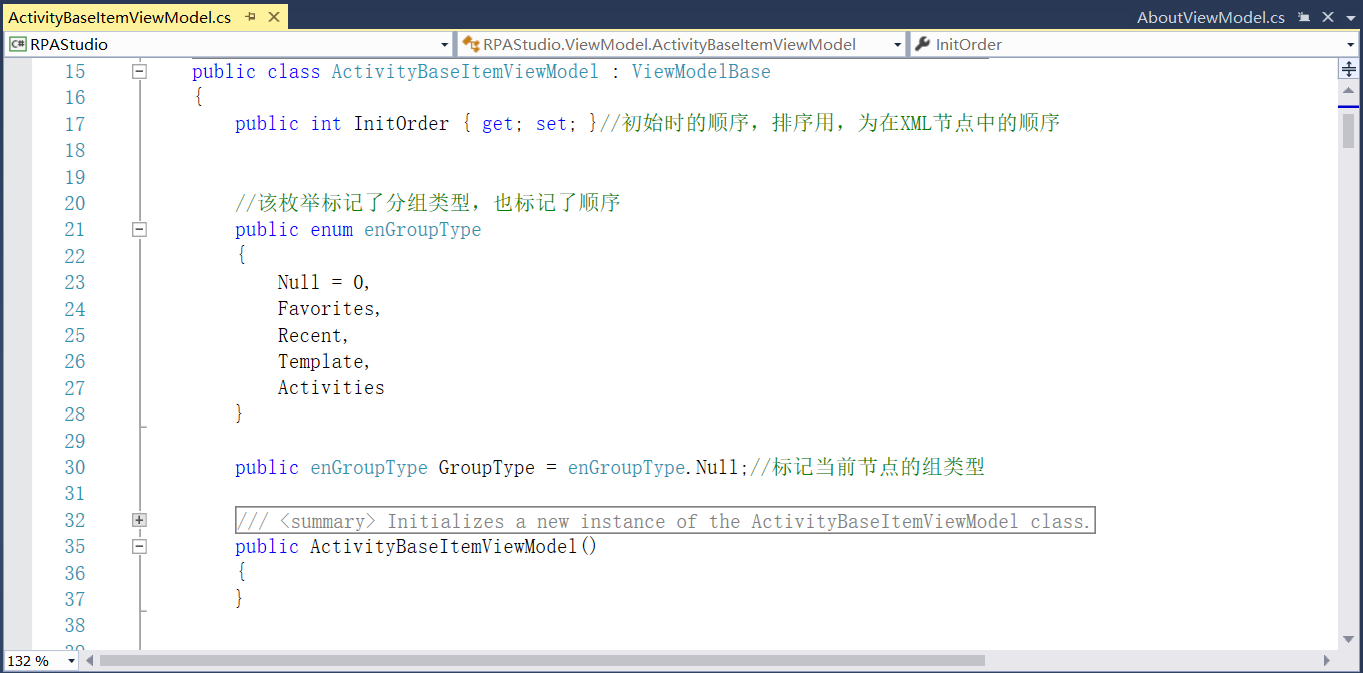 ActivityBaseItemViewModel.cs AboutViewModel.cs
C# RPAStudio RPAStudio.ViewModel.ActivityBaseItemViewModel InitOrder
15 public class ActivityBaseItemViewModel : ViewModelBase
16 {
17 public int InitOrder { get; set; }//初始时的顺序，排序用，为在XML节点中的顺序
18
19
20 //该枚举标记了分组类型，也标记了顺序
21 public enum enGroupType
22 {
23 Null = 0,
24 Favorites,
25 Recent,
26 Template,
27 Activities
28 }
29
30 public enGroupType GroupType = enGroupType.Null;//标记当前节点的组类型
31
32 /// <summary> Initializes a new instance of the ActivityBaseItemViewModel class.
35 public ActivityBaseItemViewModel()
36 {
37 }
38
132 %